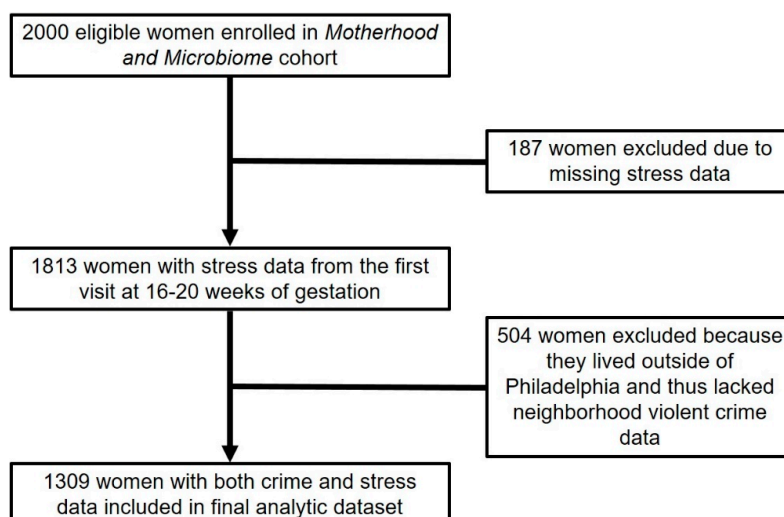 2000 eligible women enrolled in Motherhood
and Microbiome cohort
187 women excluded due to
missing stress data
1813 women with stress data from the first
visit at 16-20 weeks of gestation
504 women excluded because
they lived outside of
Philadelphia and thus lacked
neighborhood violent crime
data
1309 women with both crime and stress
data included in final analytic dataset